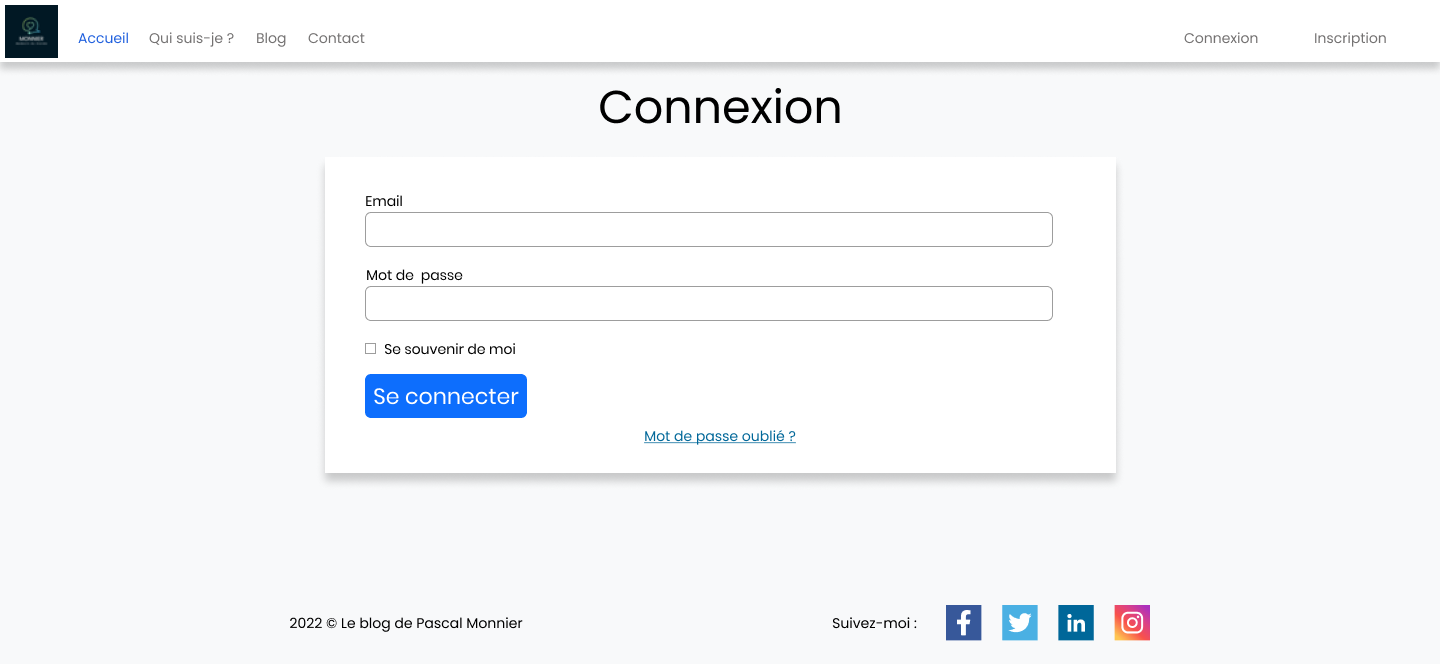 MONNIER
Accueil Qui suis-je ? Blog Contact Connexion Inscription
Connexion
Email
Mot de  passe
Se souvenir de moi
Se connecter
Mot de passe oublié ?
2022 © Le blog de Pascal Monnier Suivez-moi :